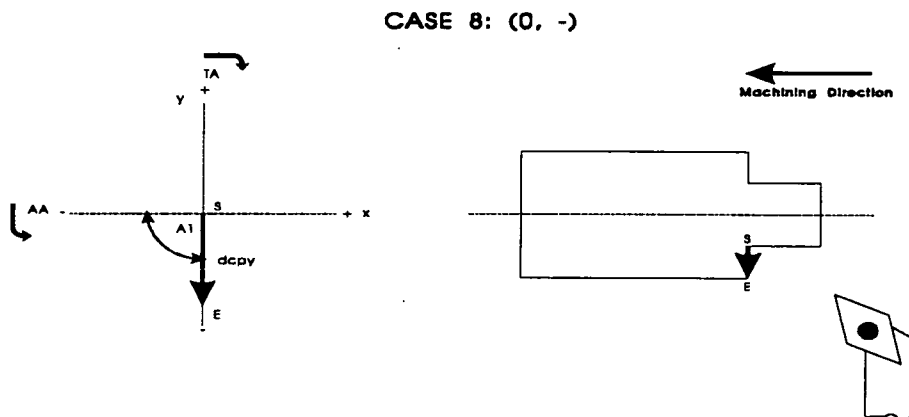 CASE 8: (0, -)
TA
y +
Machining Direction
AA - S + x
A1
dcpy
E
-
S
E